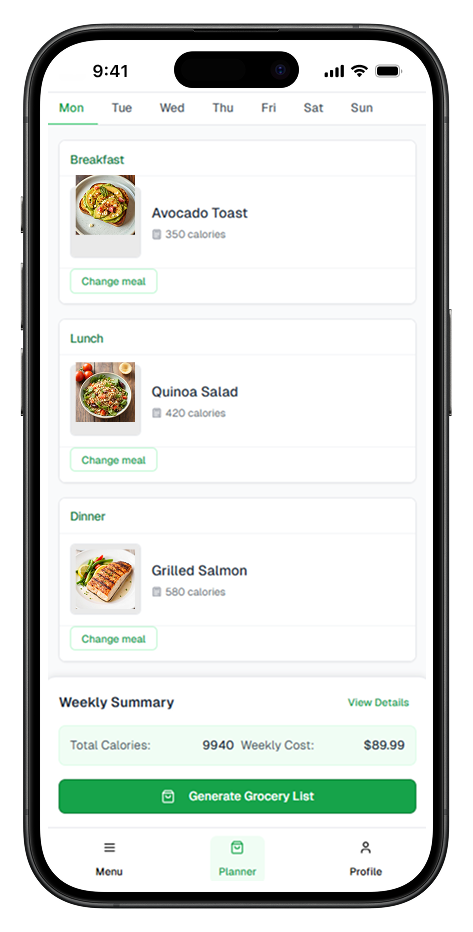 9:41
Mon Tue Wed Thu Fri Sat Sun
Breakfast
Avocado Toast
350 calories
Change meal
Lunch
Quinoa Salad
420 calories
Change meal
Dinner
Grilled Salmon
580 calories
Change meal
Weekly Summary View Details
Total Calories: 9940 Weekly Cost: $89.99
Generate Grocery List
Menu Planner Profile